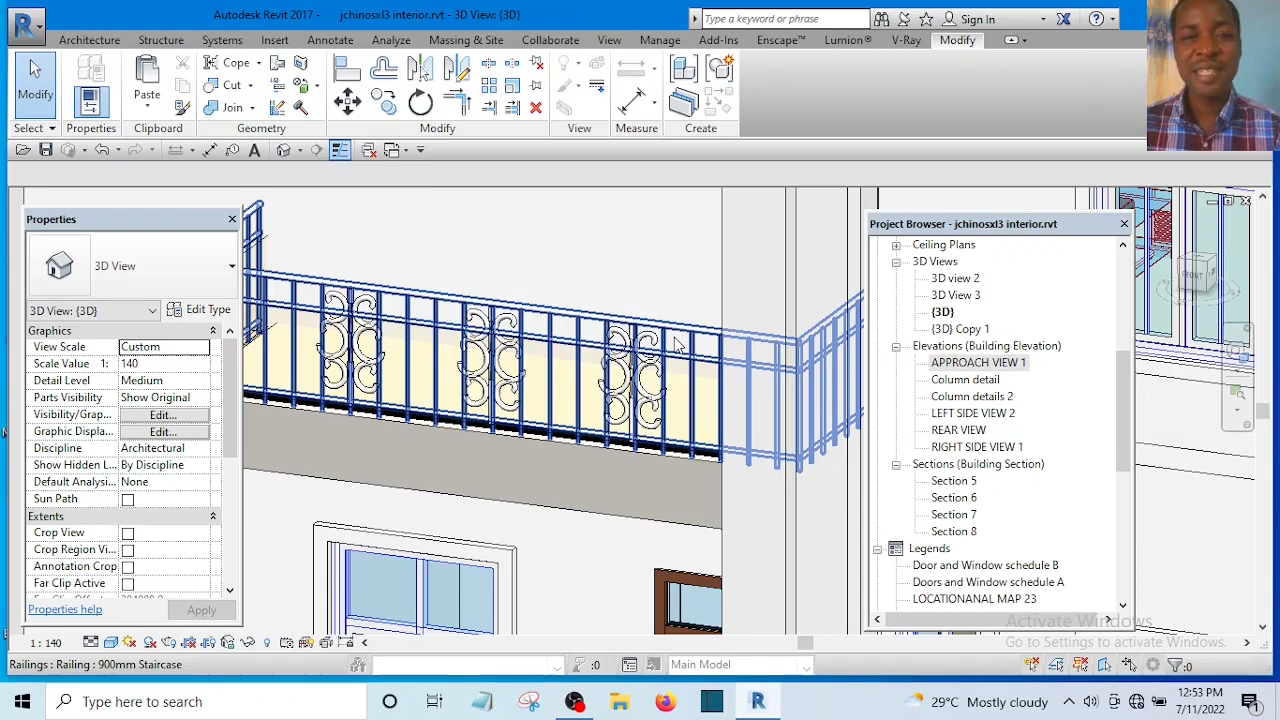 Autodesk Revit 2017 - jchinosxl3 interior.rvt - 3D View: {3D}
Type a keyword or phrase
Sign In
Architecture Structure Systems Insert Annotate Analyze Massing & Site Collaborate View Manage Add-Ins Enscape™ Lumion® V-Ray Modify
Modify
Paste
Cope
Cut
Join
Select Properties Clipboard Geometry Modify View Measure Create
Properties
3D View
3D View: {3D}
Edit Type
Graphics
View Scale Custom
Scale Value 1: 140
Detail Level Medium
Parts Visibility Show Original
Visibility/Grap... Edit...
Graphic Displa... Edit...
Discipline Architectural
Show Hidden L... By Discipline
Default Analysi... None
Sun Path
Extents
Crop View
Crop Region Vi...
Annotation Crop
Far Clip Active
Properties help
Apply
Project Browser - jchinosxl3 interior.rvt
Ceiling Plans
3D Views
3D view 2
3D View 3
{3D}
{3D} Copy 1
Elevations (Building Elevation)
APPROACH VIEW 1
Column detail
Column details 2
LEFT SIDE VIEW 2
REAR VIEW
RIGHT SIDE VIEW 1
Sections (Building Section)
Section 5
Section 6
Section 7
Section 8
Legends
Door and Window schedule B
Doors and Window schedule A
LOCATIONANAL MAP 23
FRONT
Activate Windows
Go to Settings to activate Windows.
1 : 140
Railings : Railing : 900mm Staircase
:0
Main Model
:0
Type here to search
29°C Mostly cloudy
12:53 PM
7/11/2022